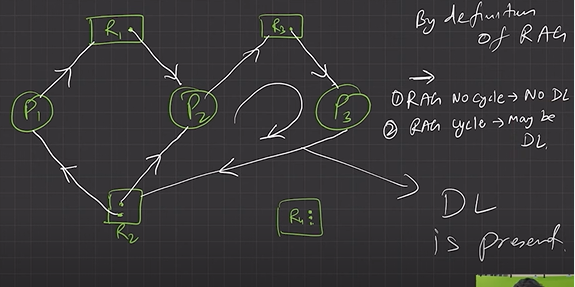 By definition
of RAG
R₁
R₃
① RAG No cycle → No DL
② RAG cycle → may be
DL.
P₁
P₂
P₃
R₂
R₄
DL
is present.